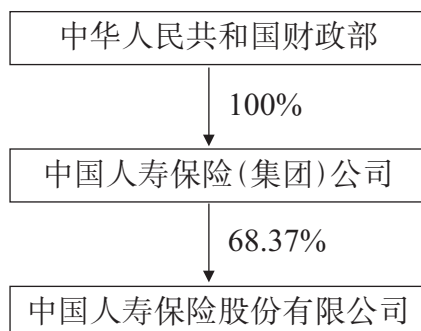 中华人民共和国财政部
100%
中国人寿保险(集团)公司
68.37%
中国人寿保险股份有限公司